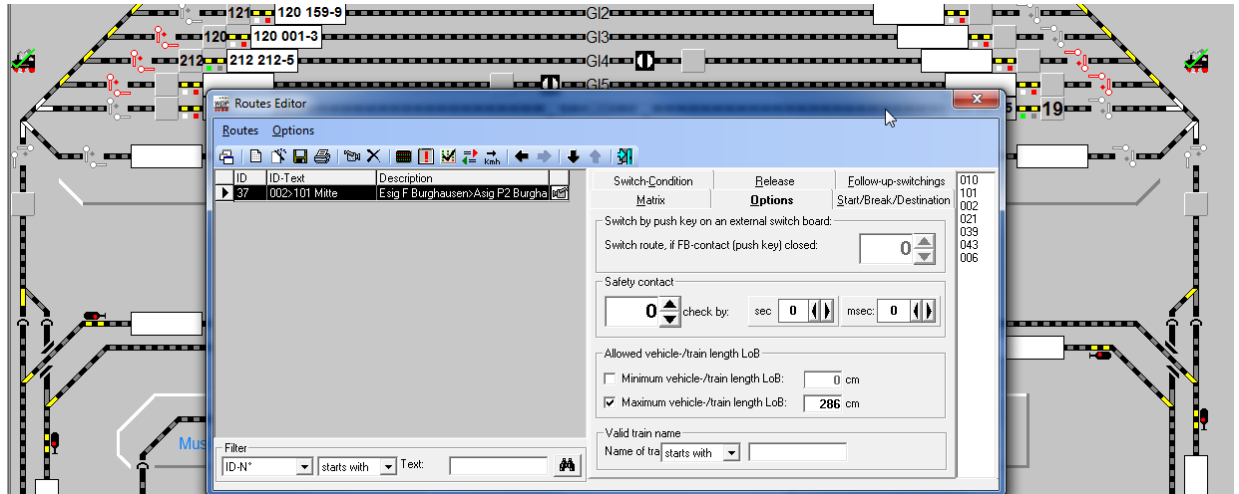 121 120 159-9 Gl2
120 120 001-3 Gl3
212 212 212-5 Gl4
Gl5
Routes Editor
19
Routes Options
kmh
ID ID-Text Description
37 002>101 Mitte Esig F Burghausen>Asig P2 Burgha
Switch-Condition Release Follow-up-switchings
Matrix Options Start/Break/Destination
010
101
002
021
039
043
006
Switch by push key on an external switch board:
Switch route, if FB-contact (push key) closed: 0
Safety contact
0 check by: sec 0 msec: 0
Allowed vehicle-/train length LoB
Minimum vehicle-/train length LoB: 0 cm
Maximum vehicle-/train length LoB: 286 cm
Valid train name
Name of tra starts with
Mus
Filter
ID-N° starts with Text: